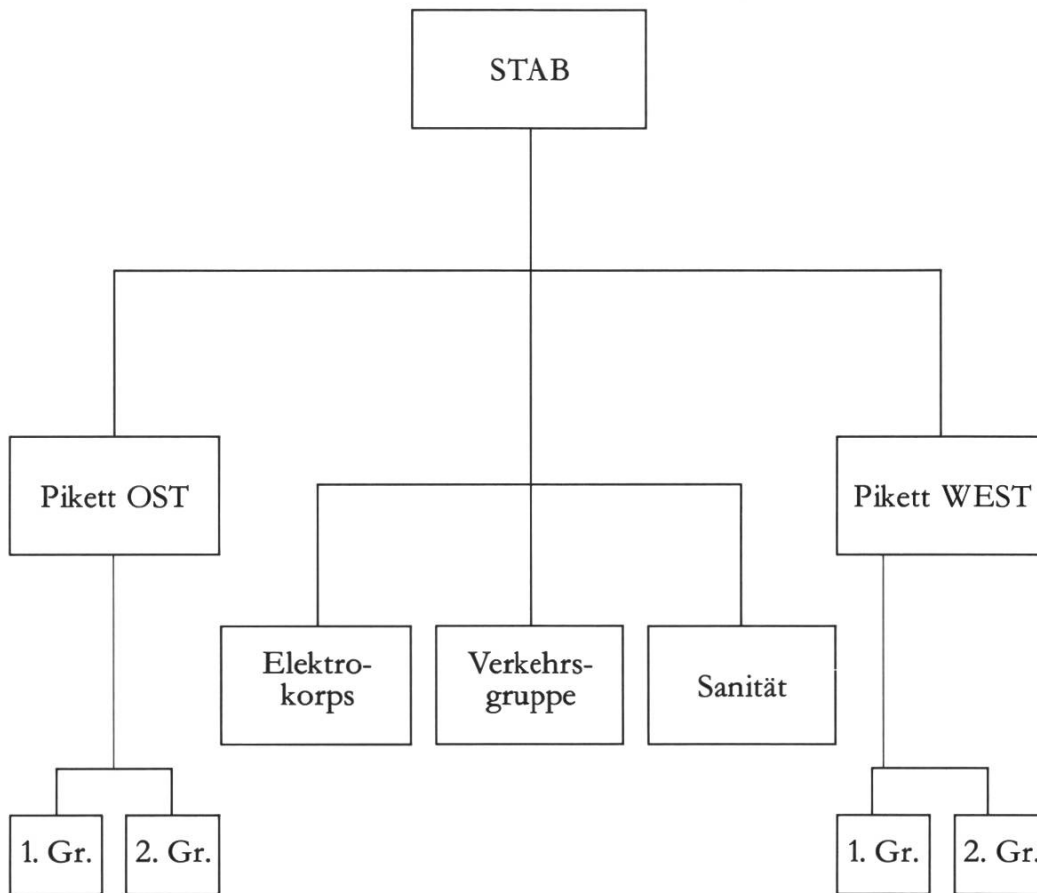 STAB
Pikett OST
Pikett WEST
Elektro-
korps
Verkehrs-
gruppe
Sanität
1. Gr.
2. Gr.
1. Gr.
2. Gr.